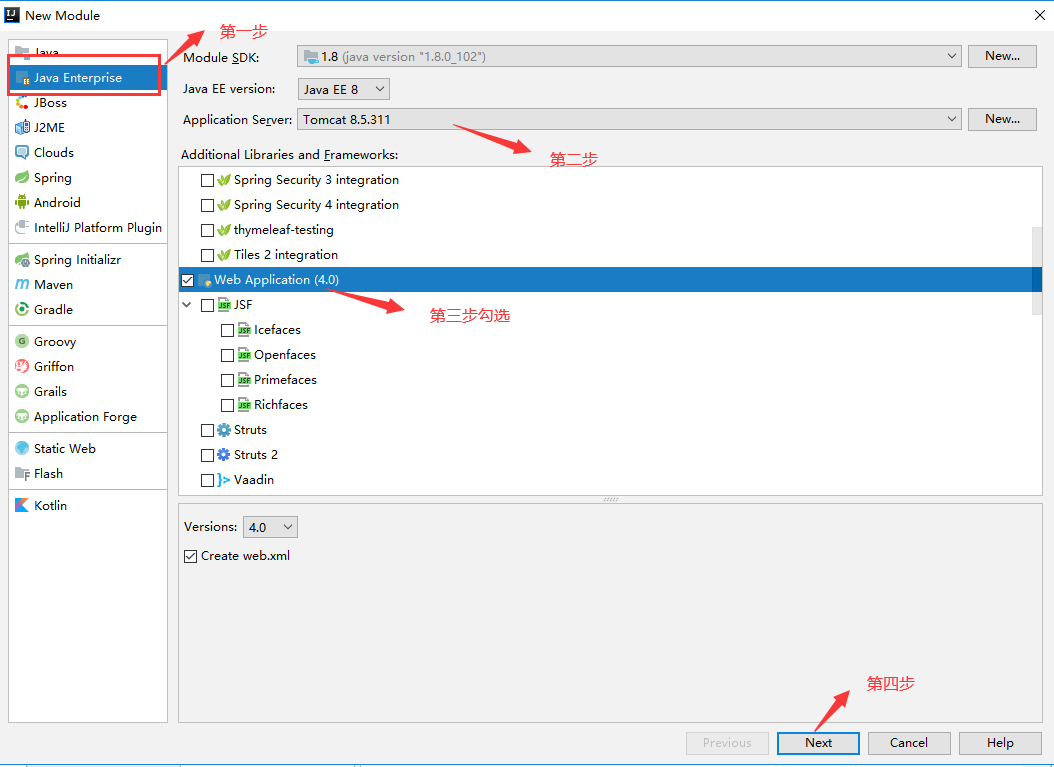 New Module
第一步
Java
Java Enterprise
JBoss
J2ME
Clouds
Spring
Android
IntelliJ Platform Plugin
Spring Initializr
Maven
Gradle
Groovy
Griffon
Grails
Application Forge
Static Web
Flash
Kotlin
Module SDK: 1.8 (java version "1.8.0_102") New...
Java EE version: Java EE 8
Application Server: Tomcat 8.5.311 New...
第二步
Additional Libraries and Frameworks:
Spring Security 3 integration
Spring Security 4 integration
thymeleaf-testing
Tiles 2 integration
Web Application (4.0)
第三步勾选
JSF
Icefaces
Openfaces
Primefaces
Richfaces
Struts
Struts 2
Vaadin
Versions: 4.0
Create web.xml
第四步
Previous Next Cancel Help